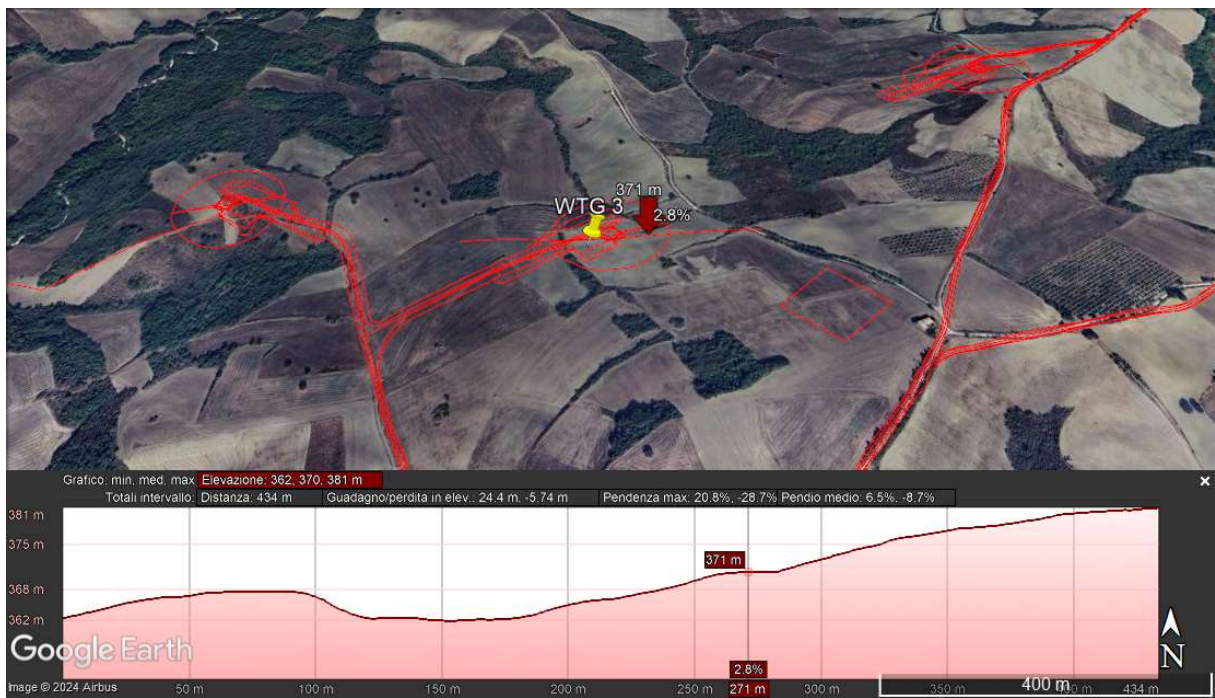 371 m
WTG 3
2.8%
Grafico: min, med, max Elevazione: 362, 370, 381 m
Totali intervallo: Distanza: 434 m Guadagno/perdita in elev.: 24.4 m, -5.74 m Pendenza max: 20.8%, -28.7% Pendio medio: 6.5%, -8.7%
381 m
375 m
371 m
368 m
362 m
Google Earth
N
2.8%
Image © 2024 Airbus
50 m 100 m 150 m 200 m 250 m 271 m 300 m 350 m 434 m
400 m